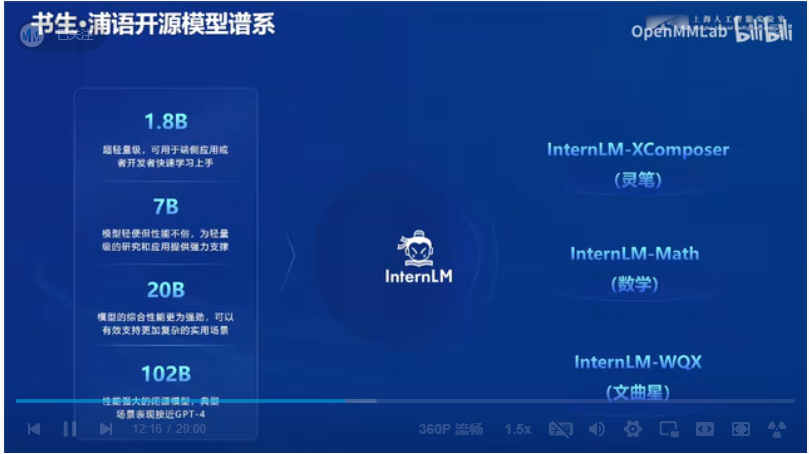 书生·浦语开源模型谱系
已关注
上海人工智能实验室
OpenMMLab bilibili
1.8B
超轻量级，可用于端侧应用或
者开发者快速学习上手
7B
模型轻便但性能不俗，为轻量
级的研究和应用提供强力支撑
20B
模型的综合性能更为强劲，可以
有效支持更加复杂的实用场景
102B
性能强大的闭源模型，典型
场景表现接近GPT-4
InternLM
InternLM-XComposer
(灵笔)
InternLM-Math
(数学)
InternLM-WQX
(文曲星)
12:16 / 29:00
360P 流畅
1.5x